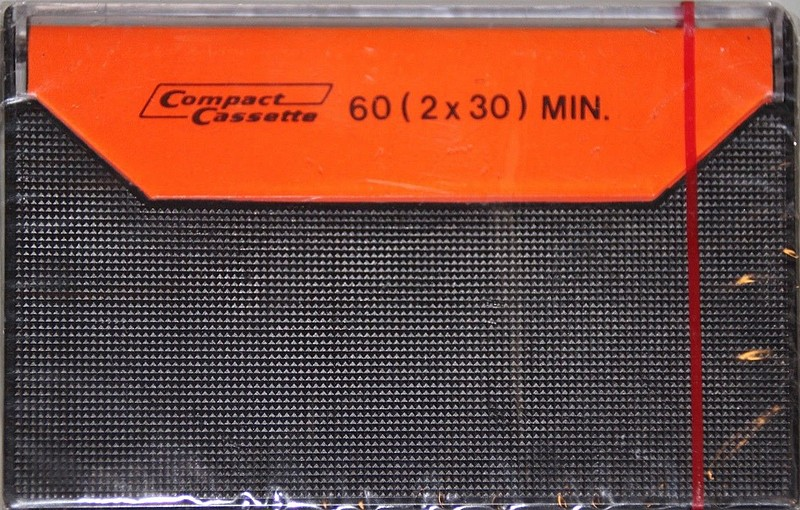 Compact
Cassette 60 (2 x 30) MIN.